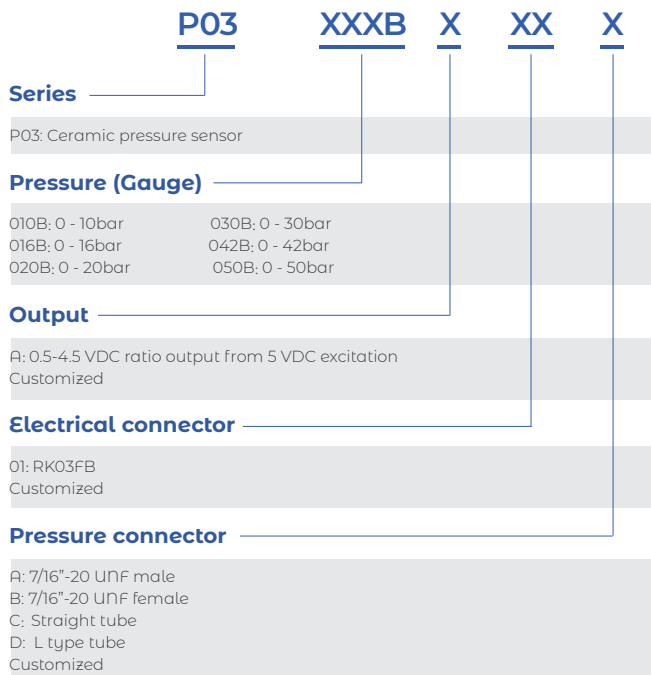 P03 XXXB X XX X
Series
P03: Ceramic pressure sensor
Pressure (Gauge)
010B: 0 - 10bar 030B: 0 - 30bar
016B: 0 - 16bar 042B: 0 - 42bar
020B: 0 - 20bar 050B: 0 - 50bar
Output
A: 0.5-4.5 VDC ratio output from 5 VDC excitation
Customized
Electrical connector
01: RK03FB
Customized
Pressure connector
A: 7/16”-20 UNF male
B: 7/16”-20 UNF female
C: Straight tube
D: L type tube
Customized